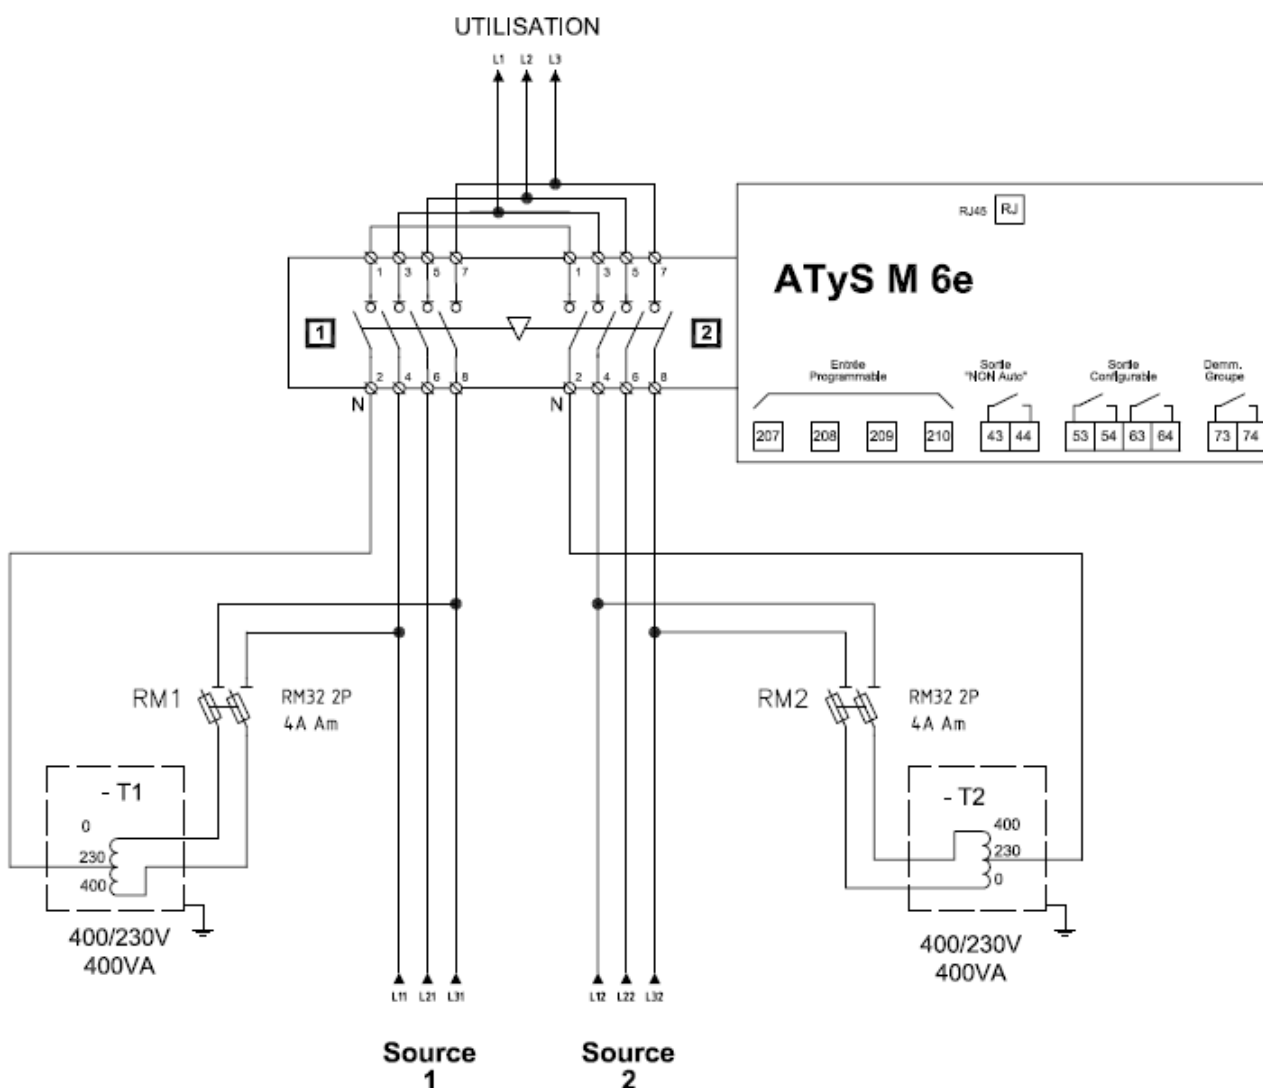 UTILISATION
L1 L2 L3
RJ45 RJ
ATyS M 6e
1 3 5 7 1 3 5 7
1 2
2 4 6 8 2 4 6 8
N N
Entrée
Programmable
Sortie
"NON Auto"
Sortie
Configurable
Demm.
Groupe
207 208 209 210 43 44 53 54 63 64 73 74
RM1
RM32 2P
4A Am
RM2
RM32 2P
4A Am
- T1
0
230
400
400/230V
400VA
- T2
400
230
0
400/230V
400VA
L11 L21 L31 L12 L22 L32
Source
1
Source
2